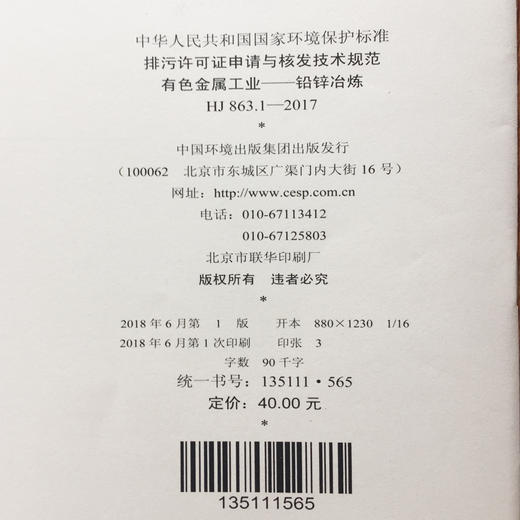 中华人民共和国国家环境保护标准
排污许可证申请与核发技术规范
有色金属工业——铅锌冶炼
HJ 863.1—2017
*
中国环境出版集团出版发行
（100062　北京市东城区广渠门内大街 16 号）
网址：http://www.cesp.com.cn
电话：010-67113412
010-67125803
北京市联华印刷厂
版权所有　违者必究
*
2018 年 6 月第　1　版　开本　880×1230　1/16
2018 年 6 月第 1 次印刷　印张　3
字数　90 千字
统一书号：135111・565
定价：40.00 元
*
135111565